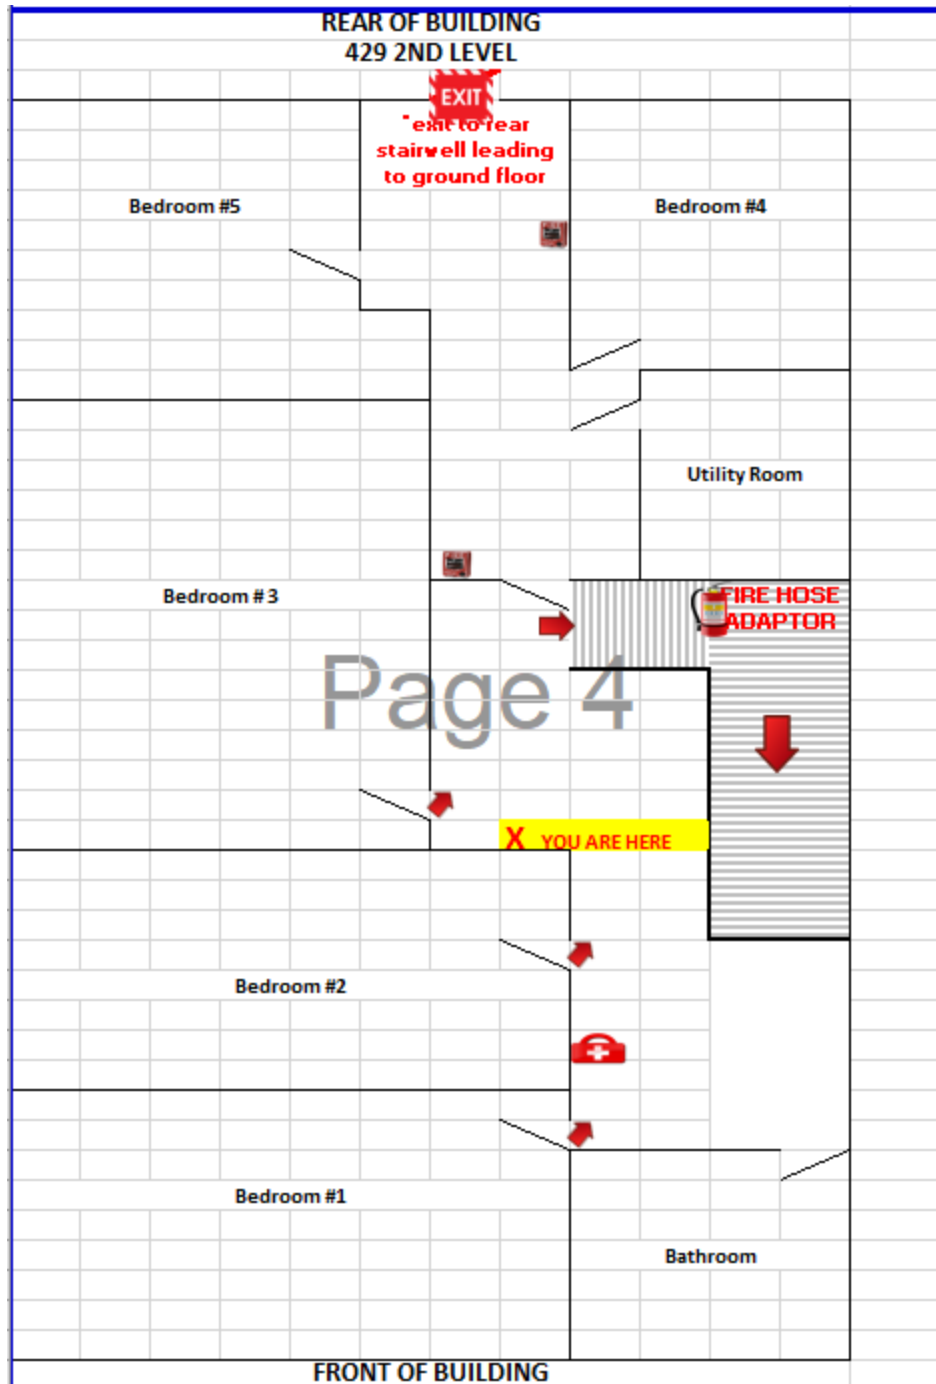 REAR OF BUILDING
429 2ND LEVEL
EXIT
exit to rear
stairwell leading
to ground floor
Bedroom #5
Bedroom #4
Utility Room
Bedroom # 3
FIRE HOSE
ADAPTOR
Page 4
X YOU ARE HERE
Bedroom #2
Bedroom #1
Bathroom
FRONT OF BUILDING